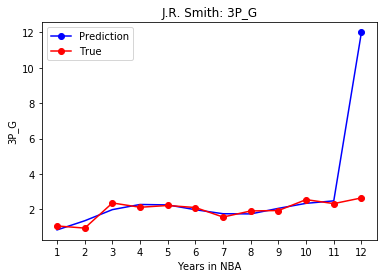 J.R. Smith: 3P_G
Prediction
True
12
10
8
6
4
2
3P_G
1 2 3 4 5 6 7 8 9 10 11 12
Years in NBA